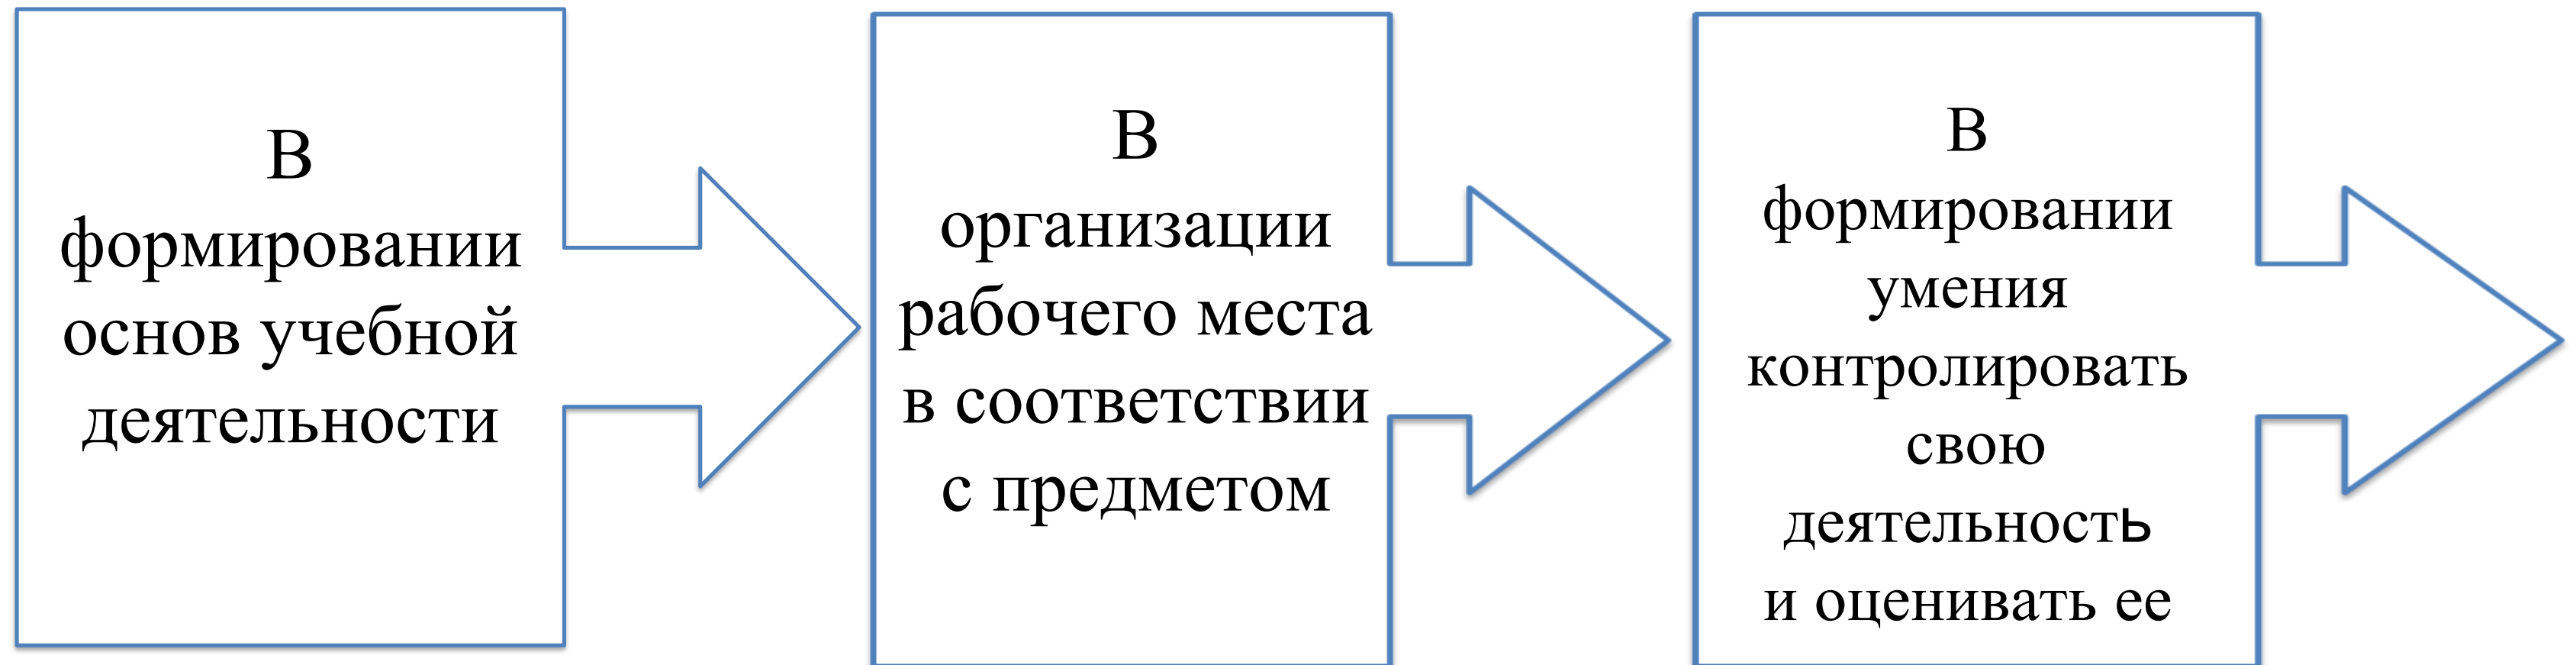 В
формировании
основ учебной
деятельности
В
организации
рабочего места
в соответствии
с предметом
В
формировании
умения
контролировать
свою
деятельность
и оценивать ее